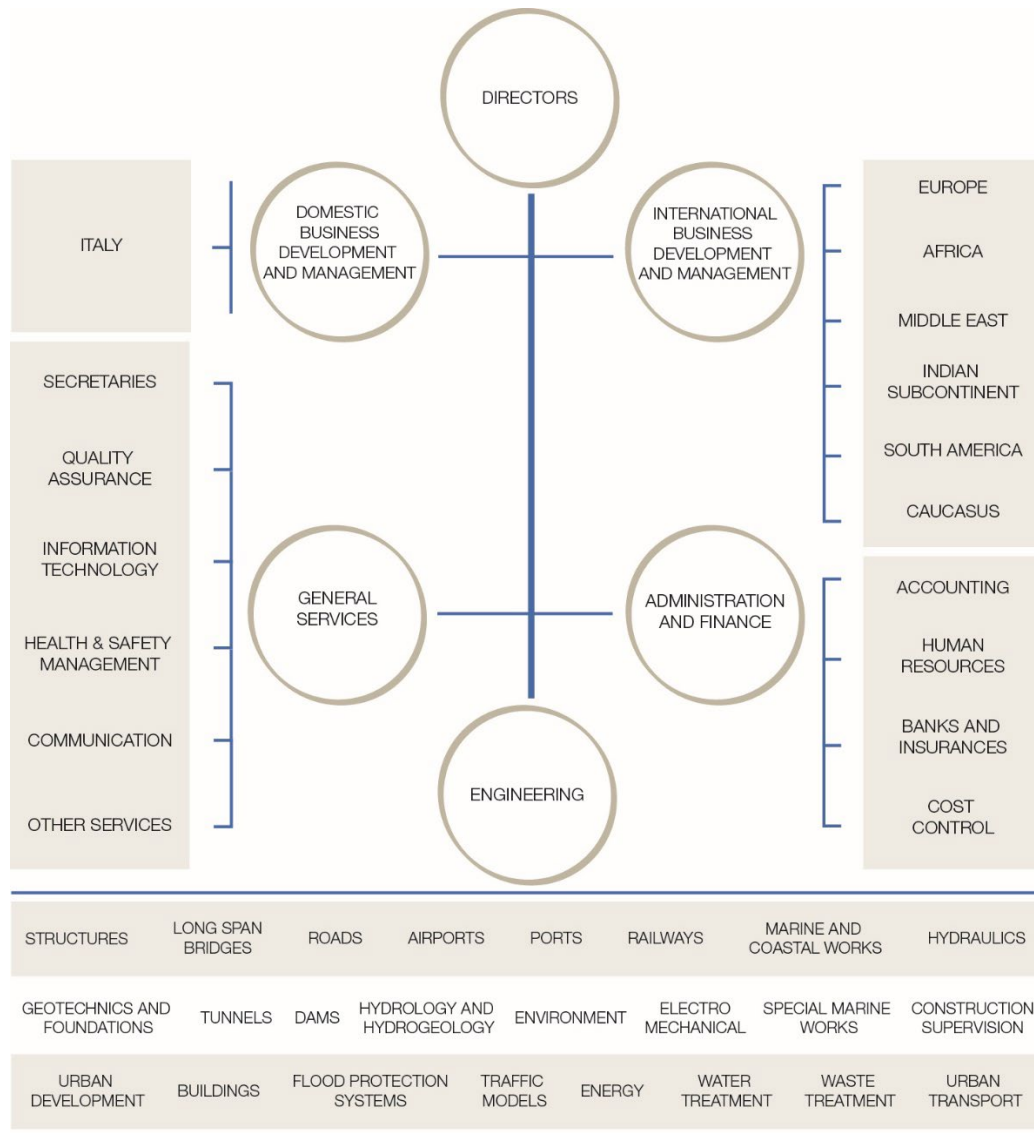 DIRECTORS
DOMESTIC
BUSINESS
DEVELOPMENT
AND MANAGEMENT
INTERNATIONAL
BUSINESS
DEVELOPMENT
AND MANAGEMENT
ITALY
EUROPE
AFRICA
MIDDLE EAST
INDIAN
SUBCONTINENT
SOUTH AMERICA
CAUCASUS
SECRETARIES
QUALITY
ASSURANCE
INFORMATION
TECHNOLOGY
HEALTH & SAFETY
MANAGEMENT
COMMUNICATION
OTHER SERVICES
GENERAL
SERVICES
ADMINISTRATION
AND FINANCE
ACCOUNTING
HUMAN
RESOURCES
BANKS AND
INSURANCES
COST
CONTROL
ENGINEERING
STRUCTURES
LONG SPAN
BRIDGES
ROADS
AIRPORTS
PORTS
RAILWAYS
MARINE AND
COASTAL WORKS
HYDRAULICS
GEOTECHNICS AND
FOUNDATIONS
TUNNELS
DAMS
HYDROLOGY AND
HYDROGEOLOGY
ENVIRONMENT
ELECTRO
MECHANICAL
SPECIAL MARINE
WORKS
CONSTRUCTION
SUPERVISION
URBAN
DEVELOPMENT
BUILDINGS
FLOOD PROTECTION
SYSTEMS
TRAFFIC
MODELS
ENERGY
WATER
TREATMENT
WASTE
TREATMENT
URBAN
TRANSPORT